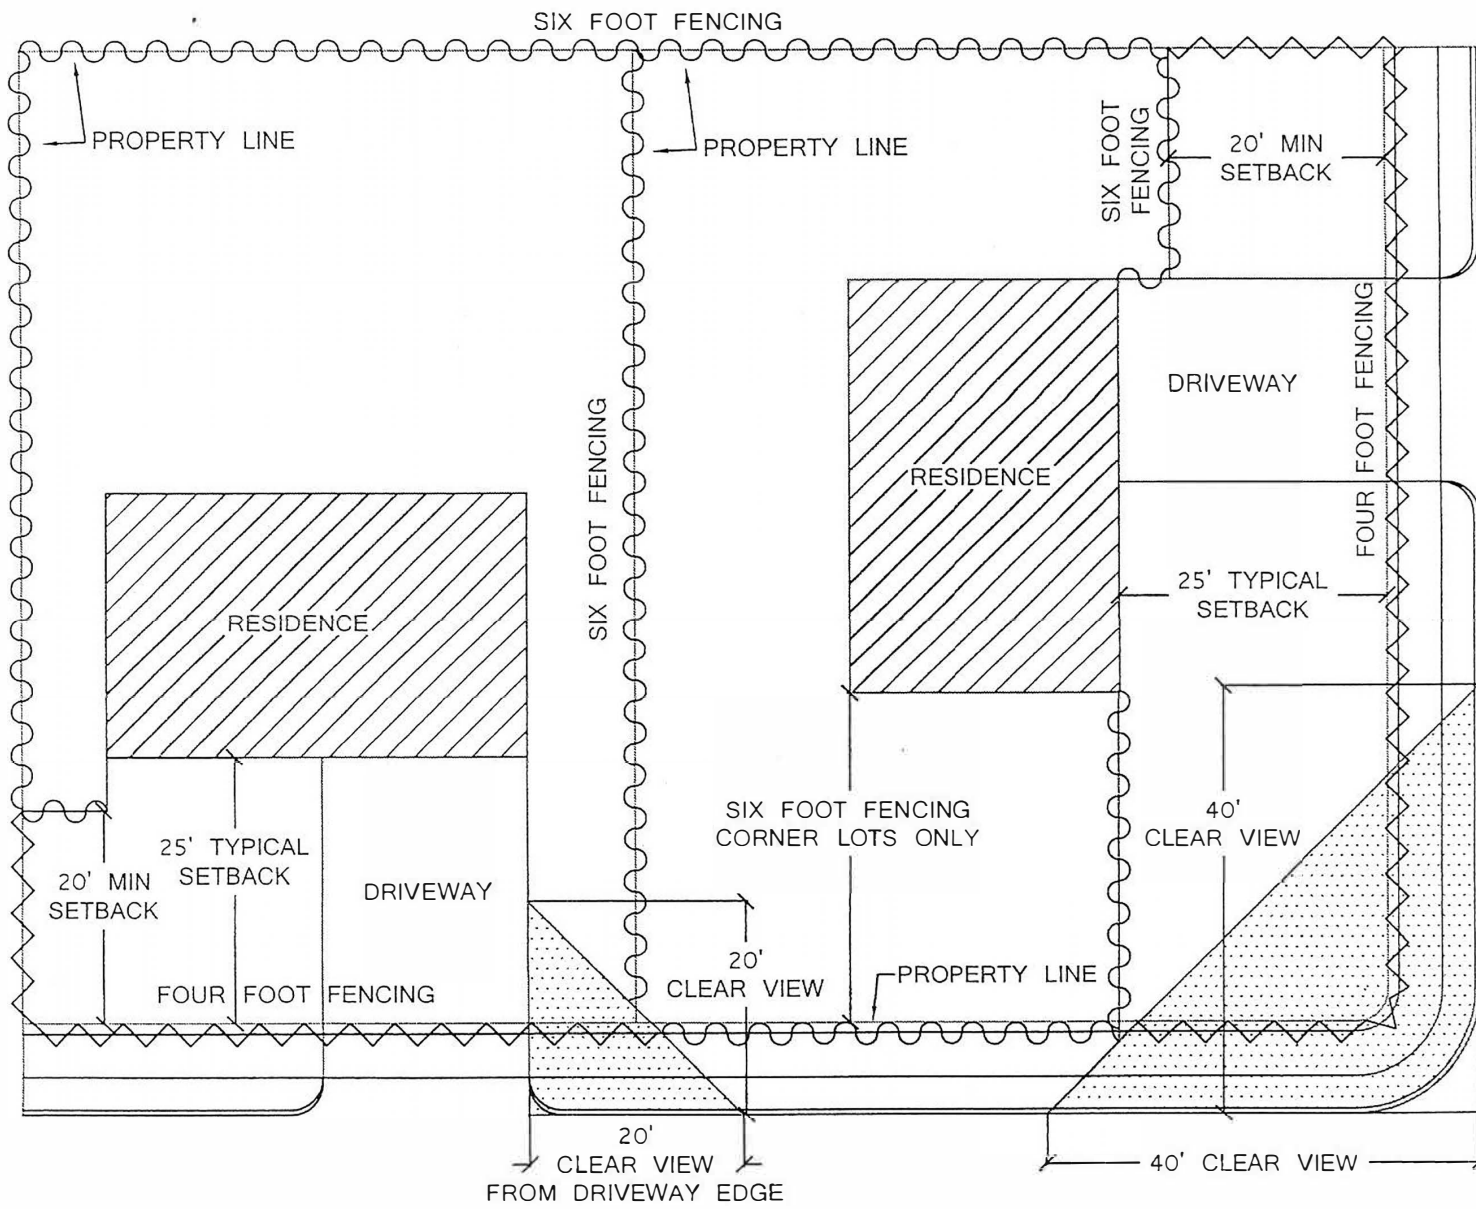 SIX FOOT FENCING
PROPERTY LINE
PROPERTY LINE
SIX FOOT
FENCING
20' MIN
SETBACK
DRIVEWAY
FOUR FOOT FENCING
RESIDENCE
SIX FOOT FENCING
25' TYPICAL
SETBACK
RESIDENCE
SIX FOOT FENCING
CORNER LOTS ONLY
40'
CLEAR VIEW
25' TYPICAL
SETBACK
20' MIN
SETBACK
DRIVEWAY
20'
CLEAR VIEW
PROPERTY LINE
FOUR FOOT FENCING
20'
CLEAR VIEW
FROM DRIVEWAY EDGE
40' CLEAR VIEW